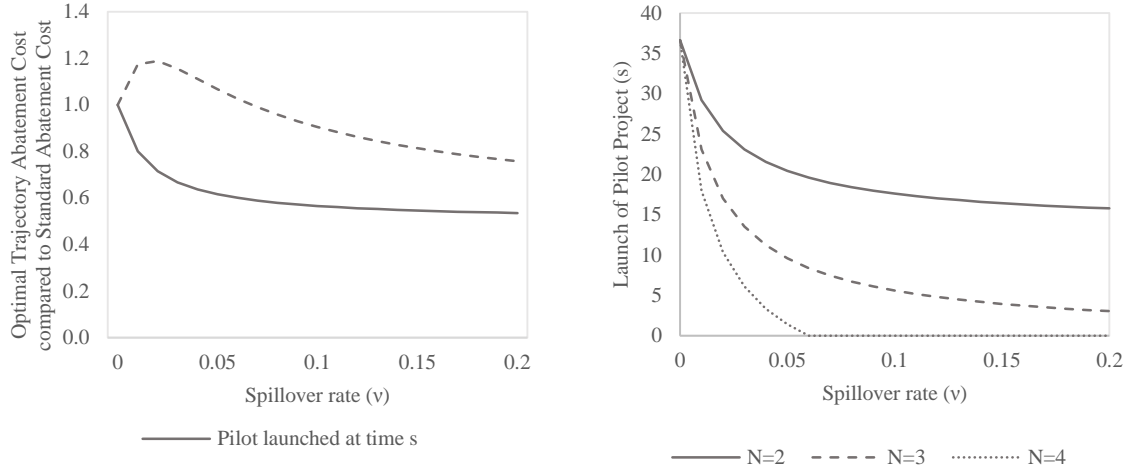 Optimal Trajectory Abatement Cost
compared to Standard Abatement Cost
1.4
1.2
1.0
0.8
0.6
0.4
0.2
0.0
0 0.05 0.1 0.15 0.2
Spillover rate (ν)
Pilot launched at time s
Launch of Pilot Project (s)
40
35
30
25
20
15
10
5
0
0 0.05 0.1 0.15 0.2
Spillover rate (ν)
N=2 N=3 N=4